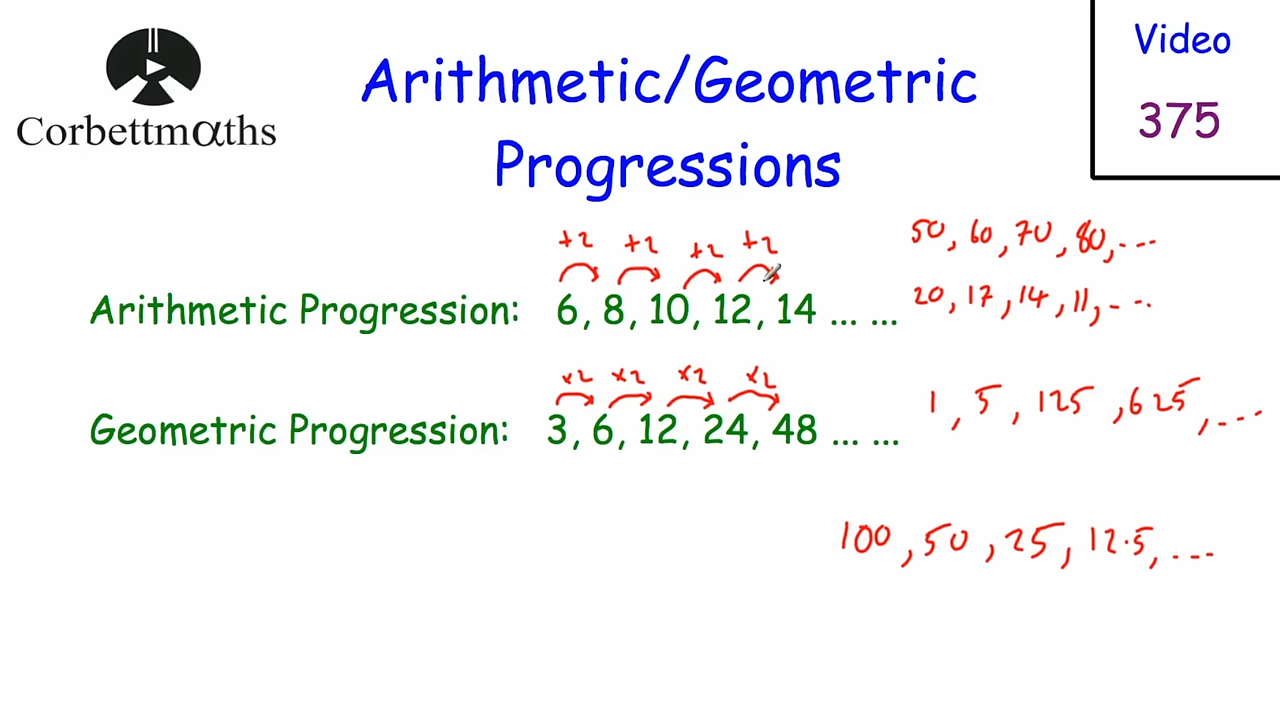 Corbettmαths
Arithmetic/Geometric
Progressions
Video
375
+2 +2 +2 +2
Arithmetic Progression: 6, 8, 10, 12, 14 ... ...
50, 60, 70, 80, ...
20, 17, 14, 11, ...
×2 ×2 ×2 ×2
Geometric Progression: 3, 6, 12, 24, 48 ... ...
1, 5, 125, 625, ...
100, 50, 25, 12·5, ...